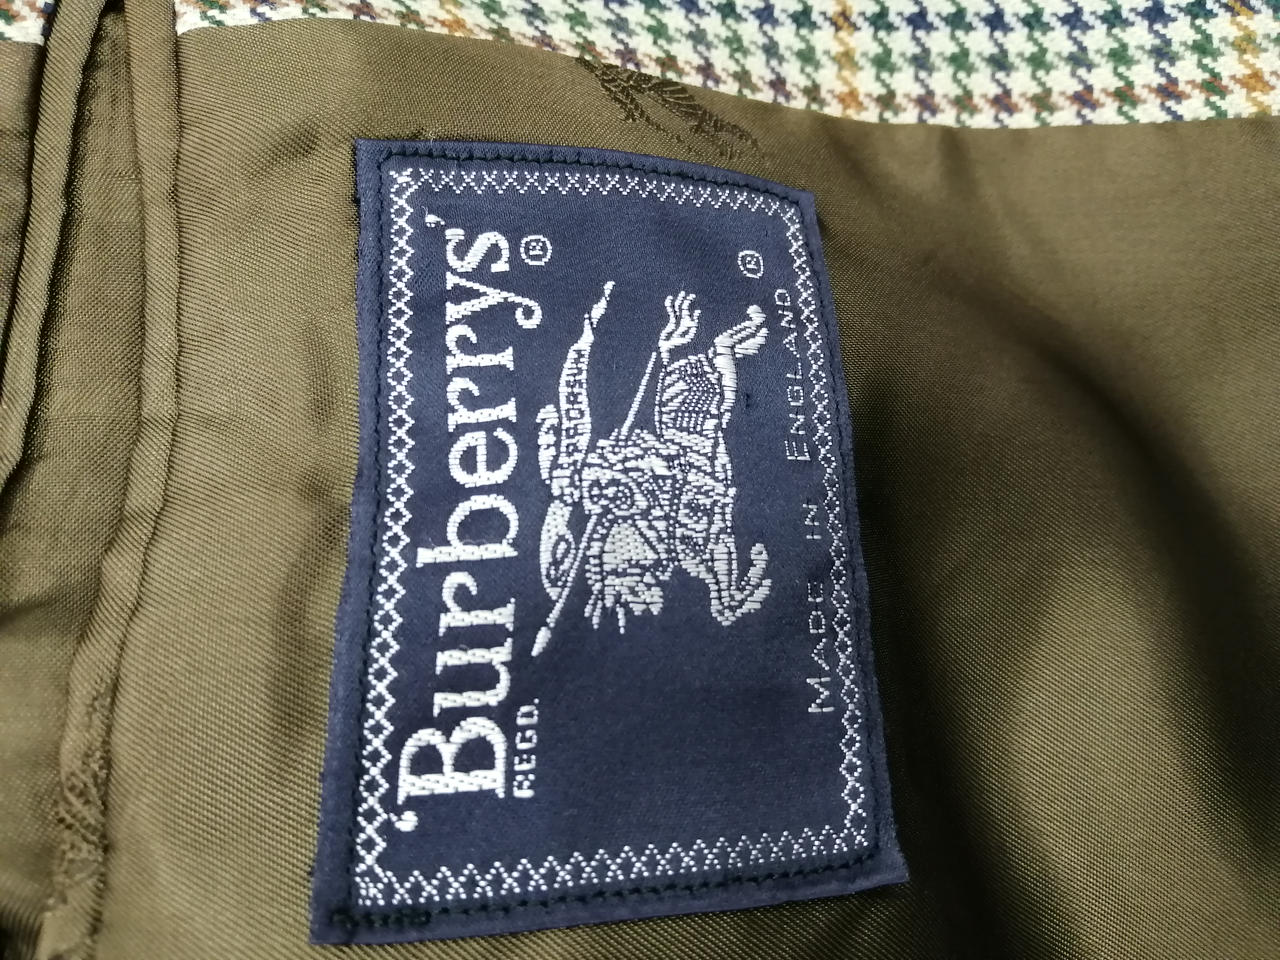 ‘Burberrys’®
REGD.
®
MADE IN ENGLAND